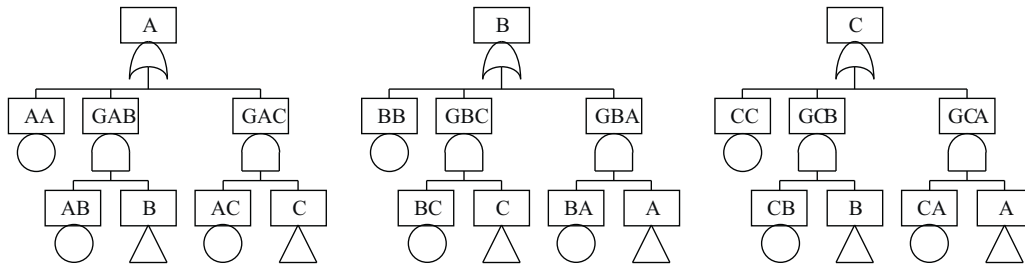 A B C
AA GAB GAC BB GBC GBA CC GCB GCA
AB B AC C BC C BA A CB B CA A